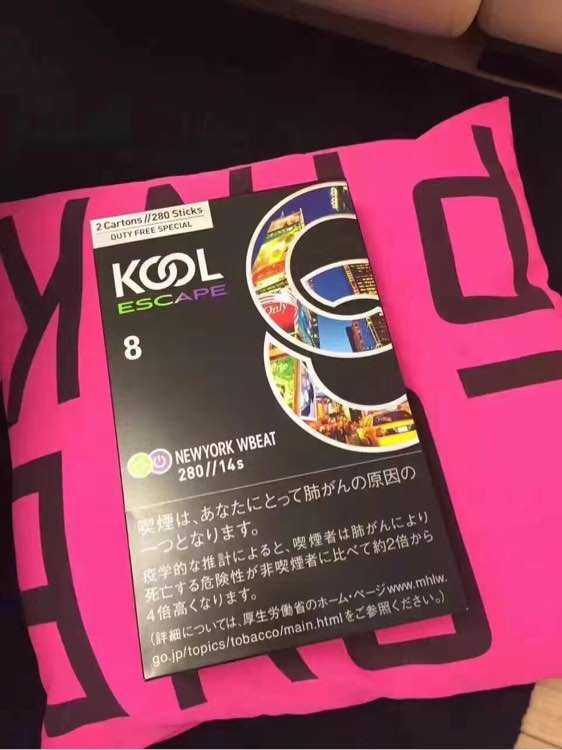 2 Cartons//280 Sticks
DUTY FREE SPECIAL
KOOL
ESCAPE
8
NEWYORK WBEAT
280//14s
喫煙は、あなたにとって肺がんの原因の
一つとなります。
疫学的な推計によると、喫煙者は肺がんにより
死亡する危険性が非喫煙者に比べて約2倍から
4倍高くなります。
(詳細については、厚生労働省のホーム・ページwww.mhlw.
go.jp/topics/tobacco/main.htmlをご参照ください。)